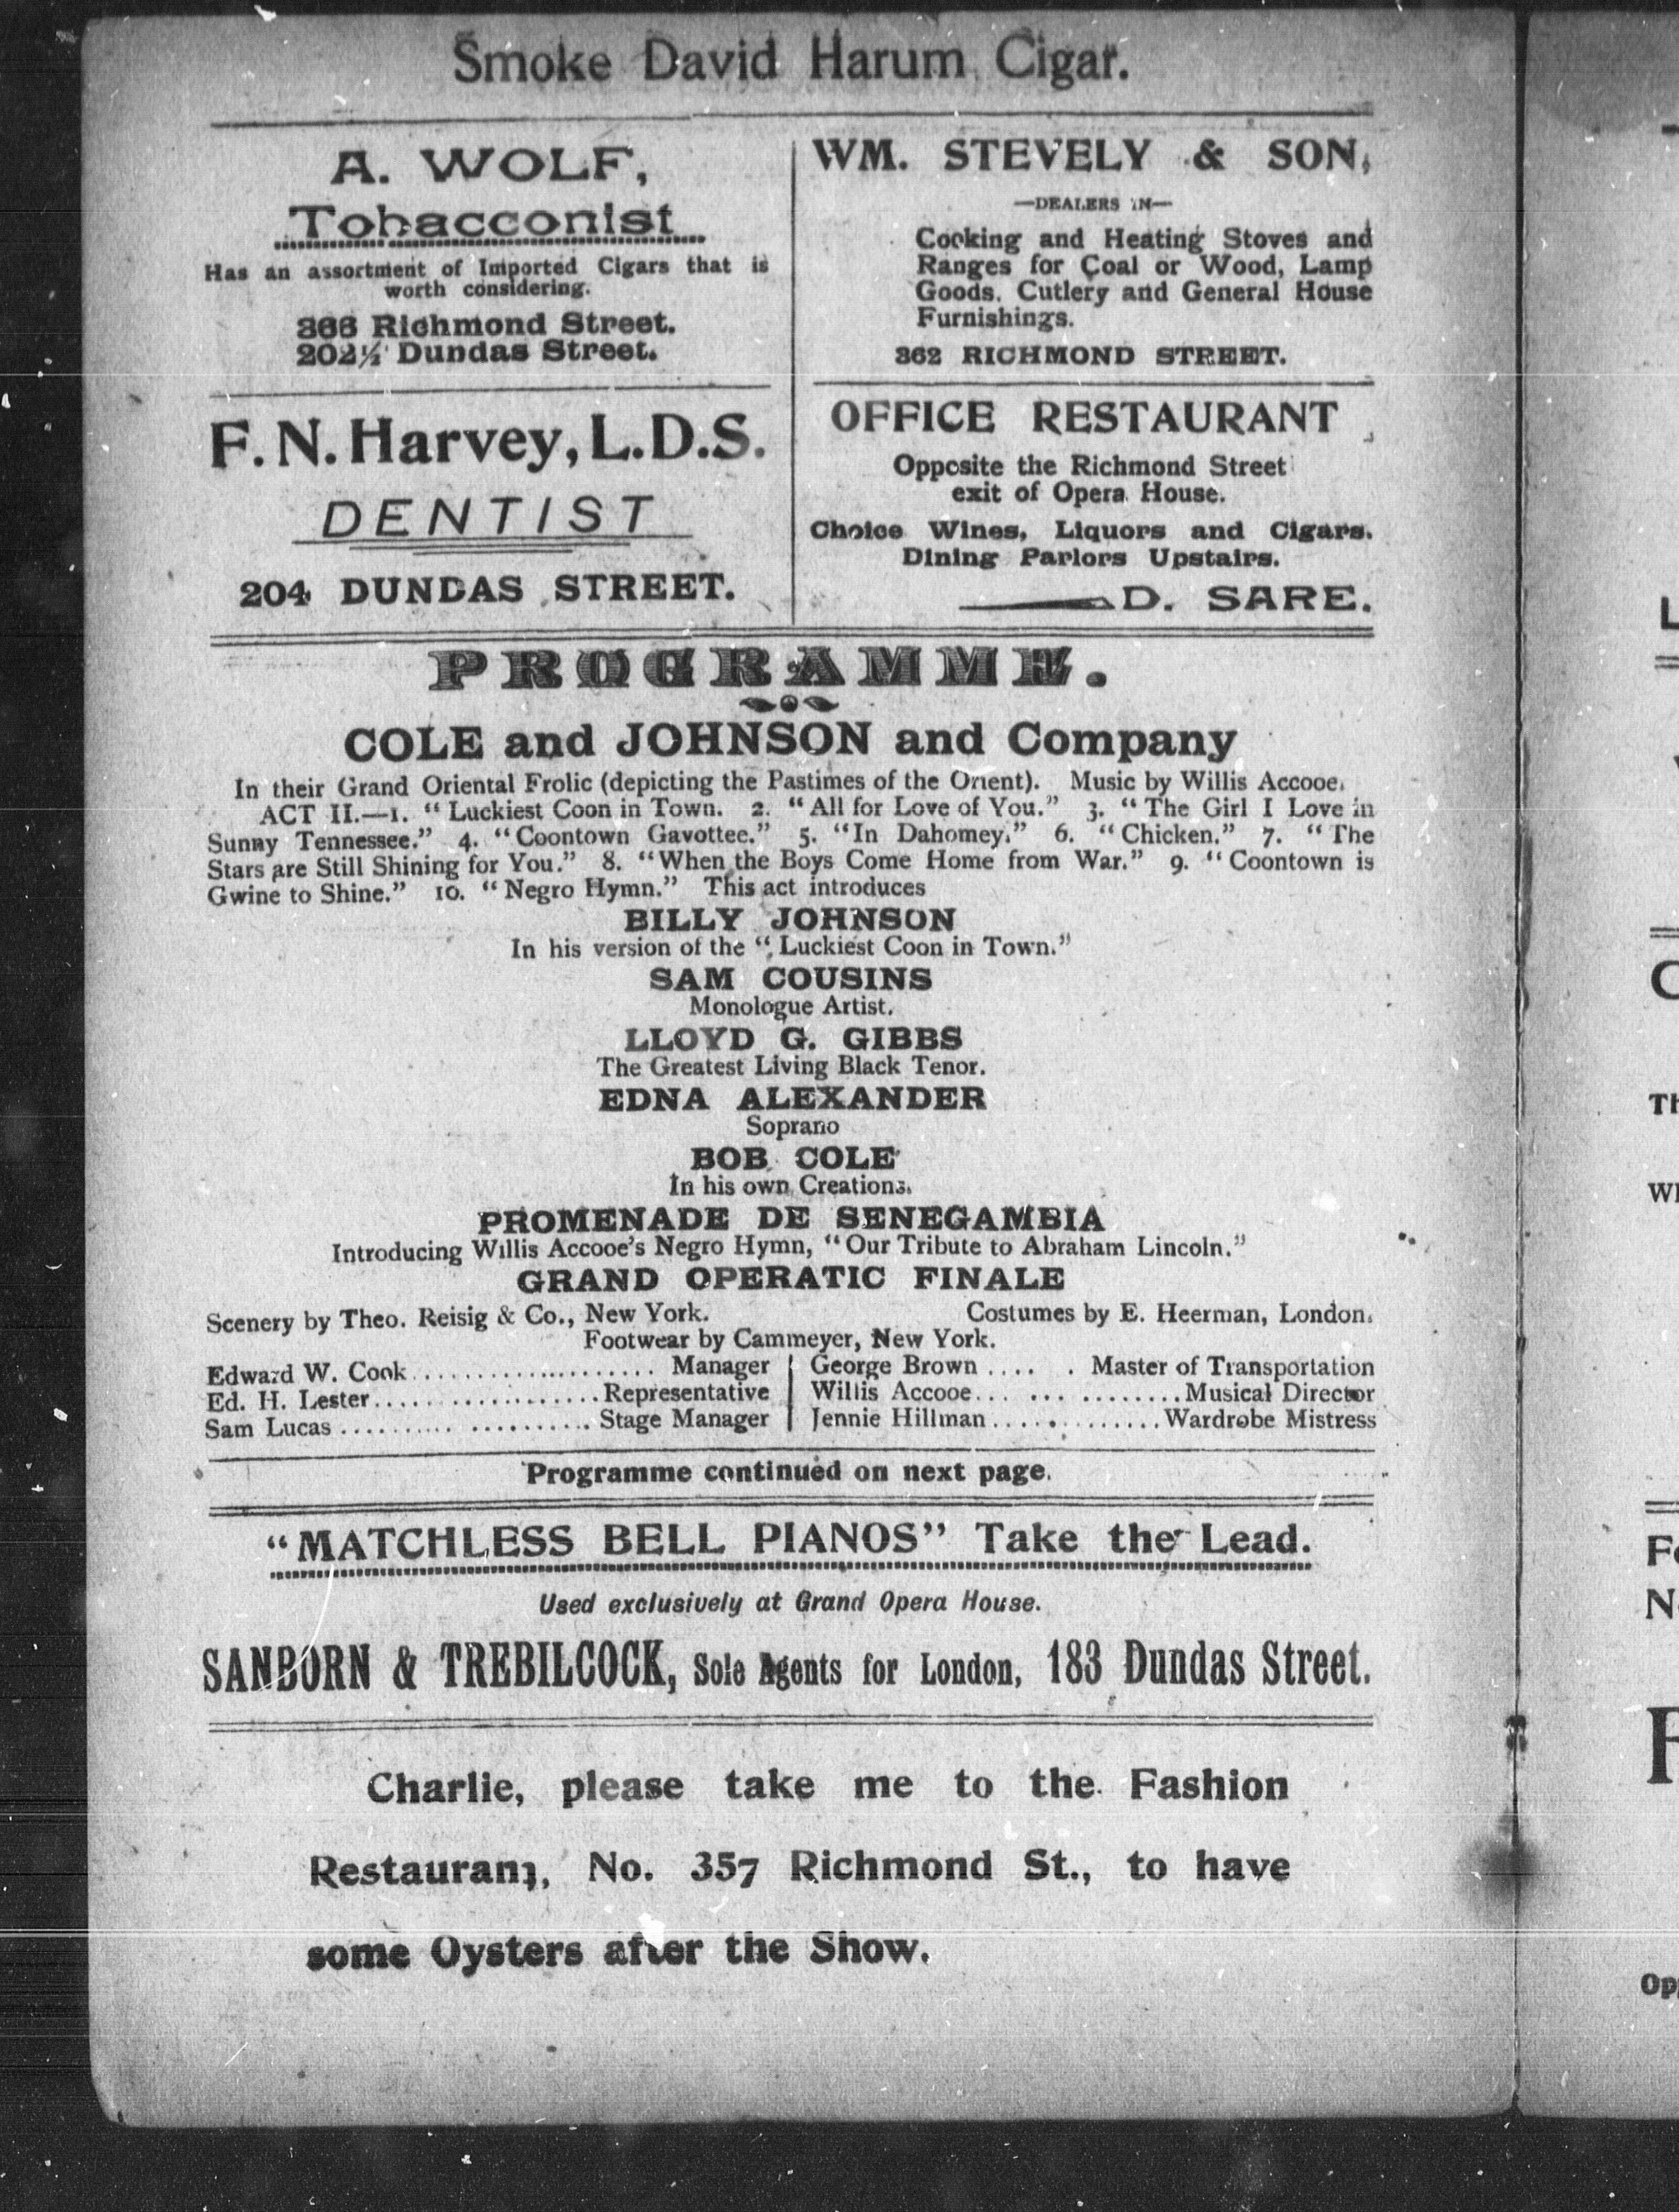 Smoke David Harum Cigar.
A. WOLF,
Tobacconist
Has an assortment of Imported Cigars that is
worth considering.
366 Richmond Street.
202½ Dundas Street.
WM. STEVELY & SON,
—DEALERS IN—
Cooking and Heating Stoves and
Ranges for Coal or Wood, Lamp
Goods. Cutlery and General House
Furnishings.
362 RICHMOND STREET.
F. N. Harvey, L.D.S.
DENTIST
204 DUNDAS STREET.
OFFICE RESTAURANT
Opposite the Richmond Street
exit of Opera House.
Choice Wines, Liquors and Cigars.
Dining Parlors Upstairs.
D. SARE.
PROGRAMME.
COLE and JOHNSON and Company
In their Grand Oriental Frolic (depicting the Pastimes of the Orient). Music by Willis Accooe.
ACT II.—1. "Luckiest Coon in Town. 2. "All for Love of You." 3. "The Girl I Love in
Sunny Tennessee." 4. "Coontown Gavottee." 5. "In Dahomey." 6. "Chicken." 7. "The
Stars are Still Shining for You." 8. "When the Boys Come Home from War." 9. "Coontown is
Gwine to Shine." 10. "Negro Hymn." This act introduces
BILLY JOHNSON
In his version of the "Luckiest Coon in Town."
SAM COUSINS
Monologue Artist.
LLOYD G. GIBBS
The Greatest Living Black Tenor.
EDNA ALEXANDER
Soprano
BOB COLE
In his own Creations.
PROMENADE DE SENEGAMBIA
Introducing Willis Accooe's Negro Hymn, "Our Tribute to Abraham Lincoln."
GRAND OPERATIC FINALE
Scenery by Theo. Reisig & Co., New York. Costumes by E. Heerman, London.
Footwear by Cammeyer, New York.
Edward W. Cook.......................... Manager | George Brown .... . Master of Transportation
Ed. H. Lester......................Representative | Willis Accooe... ... .........Musical Director
Sam Lucas .......... ........... Stage Manager | Jennie Hillman...............Wardrobe Mistress
Programme continued on next page.
"MATCHLESS BELL PIANOS" Take the Lead.
Used exclusively at Grand Opera House.
SANBORN & TREBILCOCK, Sole Agents for London, 183 Dundas Street.
Charlie, please take me to the Fashion
Restaurant, No. 357 Richmond St., to have
some Oysters after the Show.